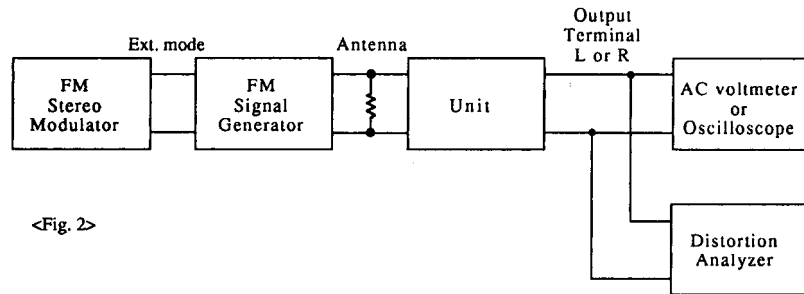 Ext. mode
Antenna
Output
Terminal
L or R
FM
Stereo
Modulator
FM
Signal
Generator
Unit
AC voltmeter
or
Oscilloscope
<Fig. 2>
Distortion
Analyzer